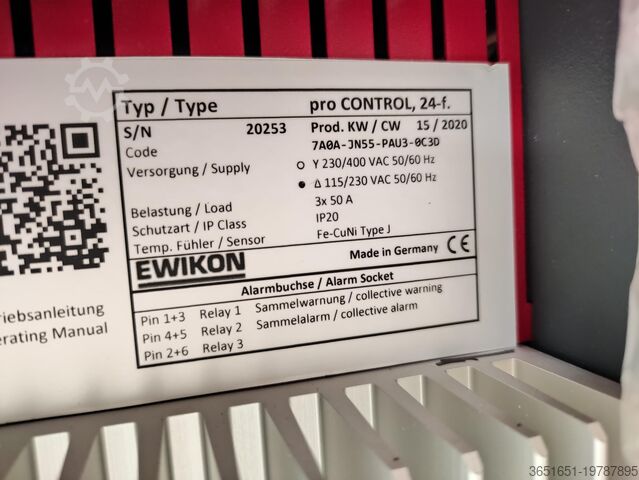 Typ / Type pro CONTROL, 24-f.
S/N 20253 Prod. KW / CW 15 / 2020
Code 7A0A-JN55-PAU3-0C3D
Versorgung / Supply Y 230/400 VAC 50/60 Hz
Δ 115/230 VAC 50/60 Hz
Belastung / Load 3x 50 A
Schutzart / IP Class IP20
Temp. Fühler / Sensor Fe-CuNi Type J
EWIKON Made in Germany CE
Alarmbuchse / Alarm Socket
Pin 1+3 Relay 1 Sammelwarnung / collective warning
Pin 4+5 Relay 2 Sammelalarm / collective alarm
Pin 2+6 Relay 3
riebsanleitung
erating Manual
3651651-19787895